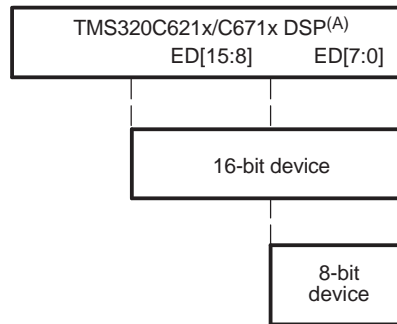 TMS320C621x/C671x DSP(A)
ED[15:8] ED[7:0]
16-bit device
8-bit
device